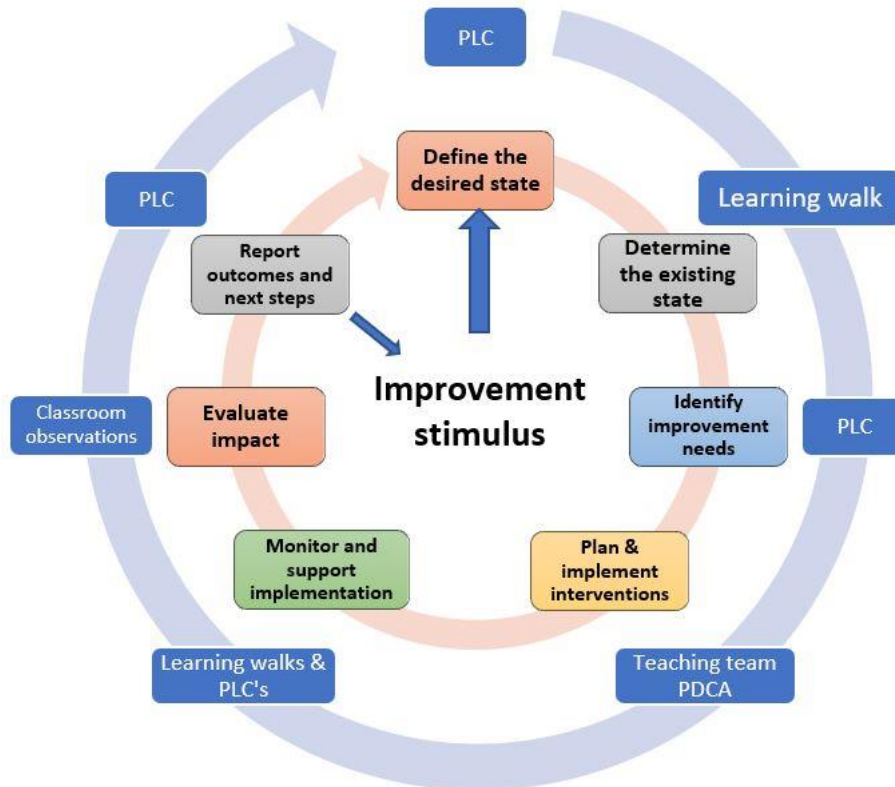 PLC
Define the
desired state
Learning walk
PLC
Report
outcomes and
next steps
Determine
the existing
state
Improvement
stimulus
Classroom
observations
Evaluate
impact
Identify
improvement
needs
PLC
Monitor and
support
implementation
Plan &
implement
interventions
Learning walks &
PLC's
Teaching team
PDCA